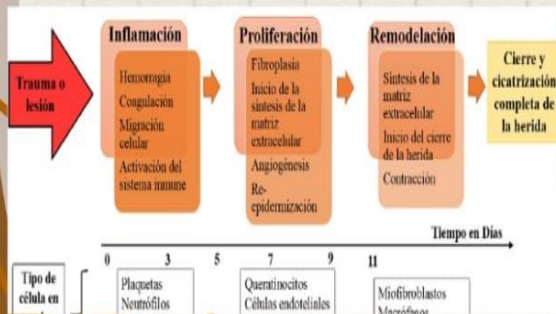 Inflamación
Proliferación
Remodelación
Trauma o
lesión
Hemorragia
Coagulación
Migración
celular
Activación del
sistema inmune
Fibroplasia
Inicio de la
síntesis de la
matriz
extracelular
Angiogénesis
Re-
epidermización
Síntesis de la
matriz
extracelular
Inicio del cierre
de la herida
Contracción
Cierre y
cicatrización
completa de
la herida
Tiempo en Días
0 3 5 7 9 11
Tipo de
célula en
Plaquetas
Neutrófilos
Queratinocitos
Células endoteliales
Miofibroblastos
Macrófagos